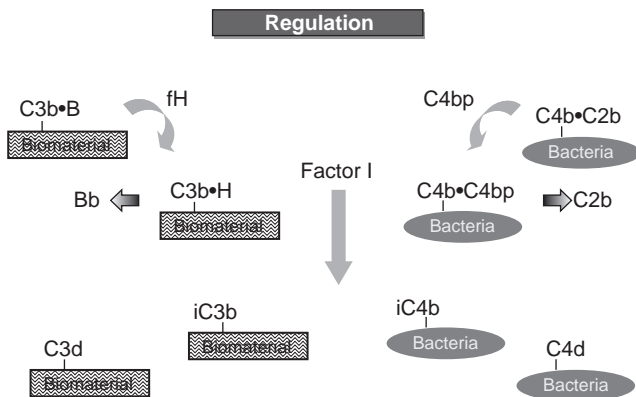 Regulation
C3b•B
Biomaterial
fH
C4bp
C4b•C2b
Bacteria
Factor I
Bb
C3b•H
Biomaterial
C4b•C4bp
Bacteria
C2b
iC3b
Biomaterial
iC4b
Bacteria
C3d
Biomaterial
C4d
Bacteria